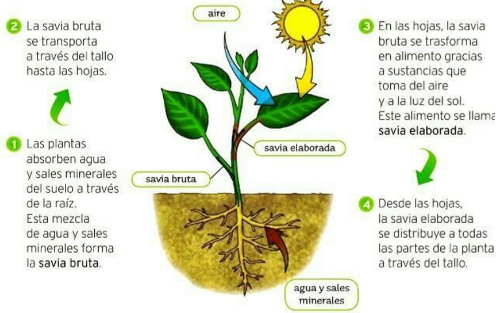 aire
2 La savia bruta
se transporta
a través del tallo
hasta las hojas.
3 En las hojas, la savia
bruta se trasforma
en alimento gracias
a sustancias que
toma del aire
y a la luz del sol.
Este alimento se llama
savia elaborada.
savia elaborada
1 Las plantas
absorben agua
y sales minerales
del suelo a través
de la raíz.
Esta mezcla
de agua y sales
minerales forma
la savia bruta.
savia bruta
4 Desde las hojas,
la savia elaborada
se distribuye a todas
las partes de la planta
a través del tallo.
agua y sales
minerales